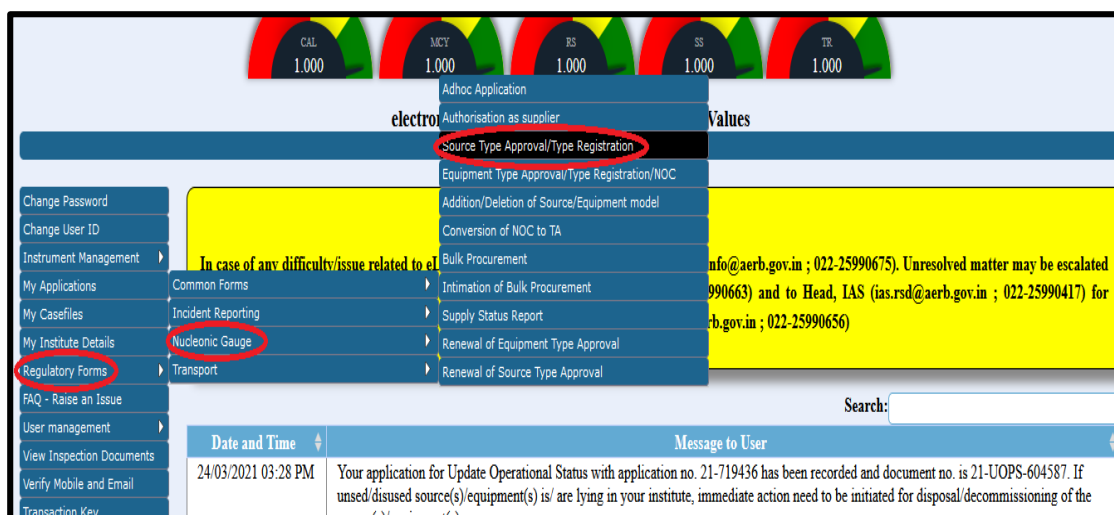 CAL MCY RS SS TR
1.000 1.000 1.000 1.000 1.000
Adhoc Application
Authorisation as supplier
Source Type Approval/Type Registration
Equipment Type Approval/Type Registration/NOC
Addition/Deletion of Source/Equipment model
Conversion of NOC to TA
Bulk Procurement
Intimation of Bulk Procurement
Supply Status Report
Renewal of Equipment Type Approval
Renewal of Source Type Approval
Values
Change Password
Change User ID
Instrument Management
My Applications
My Casefiles
My Institute Details
Regulatory Forms
FAQ - Raise an Issue
User management
View Inspection Documents
Verify Mobile and Email
Transaction Key
Common Forms
Incident Reporting
Nucleonic Gauge
Transport
In case of any difficulty/issue related to nfo@aerb.gov.in ; 022-25990675). Unresolved matter may be escalated
990663) and to Head, IAS (ias.rsd@aerb.gov.in ; 022-25990417) for
rb.gov.in ; 022-25990656)
Search:
Date and Time Message to User
24/03/2021 03:28 PM Your application for Update Operational Status with application no. 21-719436 has been recorded and document no. is 21-UOPS-604587. If
unsed/disused source(s)/equipment(s) is/ are lying in your institute, immediate action need to be initiated for disposal/decommissioning of the